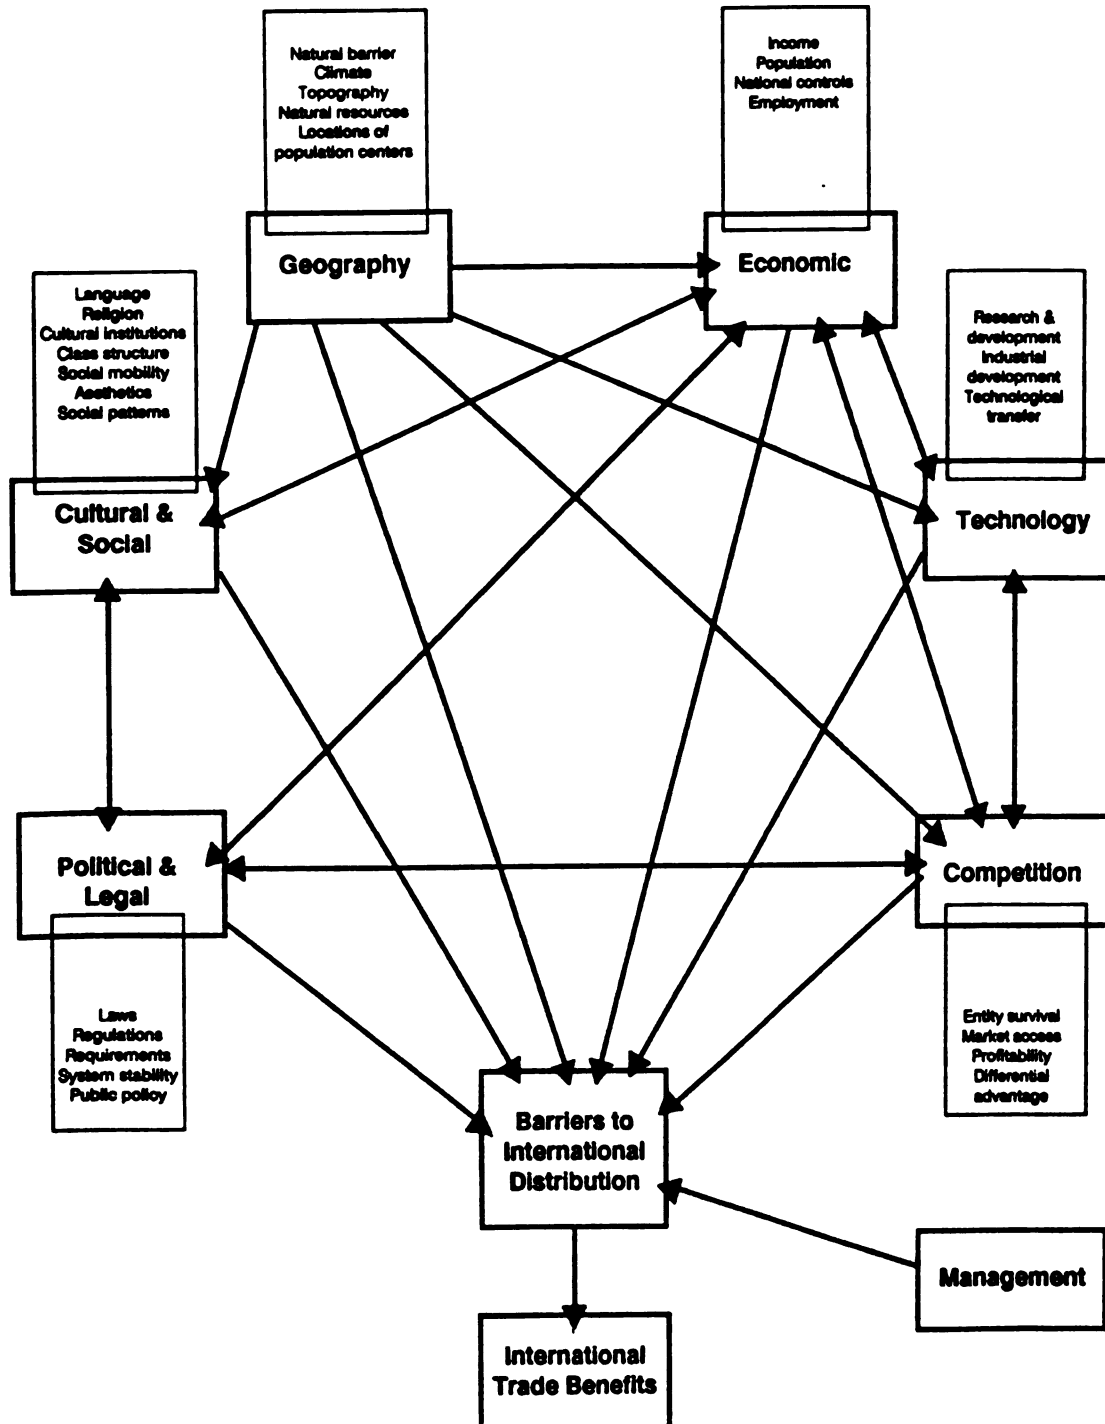 Natural barrier
Climate
Topography
Natural resources
Locations of
population centers
Geography
Income
Population
National controls
Employment
Economic
Language
Religion
Cultural institutions
Class structure
Social mobility
Aesthetics
Social patterns
Cultural &
Social
Research &
development
Industrial
development
Technological
transfer
Technology
Political &
Legal
Laws
Regulations
Requirements
System stability
Public policy
Competition
Entity survival
Market access
Profitability
Differential
advantage
Barriers to
International
Distribution
Management
International
Trade Benefits